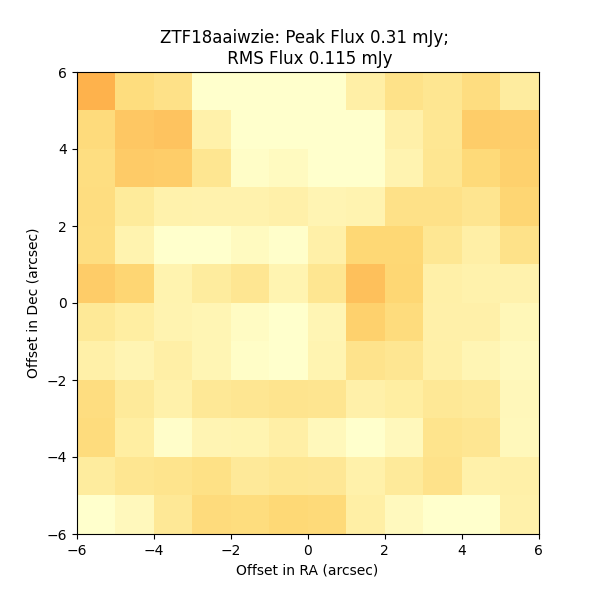 ZTF18aaiwzie: Peak Flux 0.31 mJy;
RMS Flux 0.115 mJy
6
4
2
0
−2
−4
−6
Offset in Dec (arcsec)
−6 −4 −2 0 2 4 6
Offset in RA (arcsec)